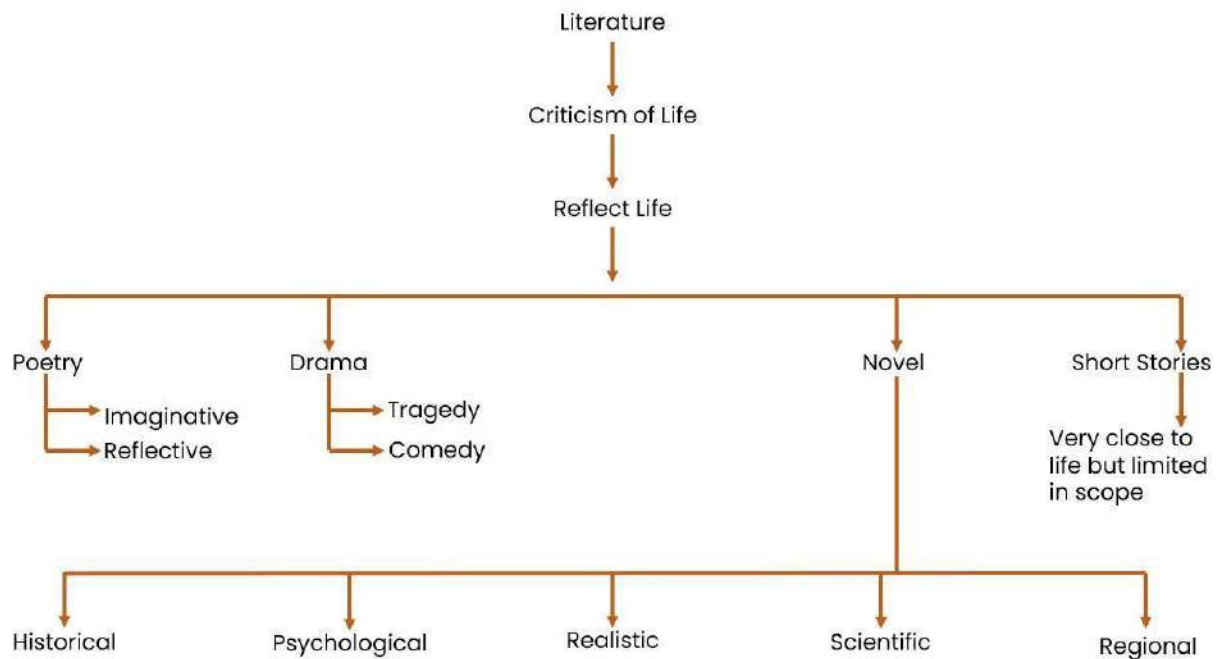 Literature
Criticism of Life
Reflect Life
Poetry
Imaginative
Reflective
Drama
Tragedy
Comedy
Novel
Short Stories
Very close to
life but limited
in scope
Historical
Psychological
Realistic
Scientific
Regional